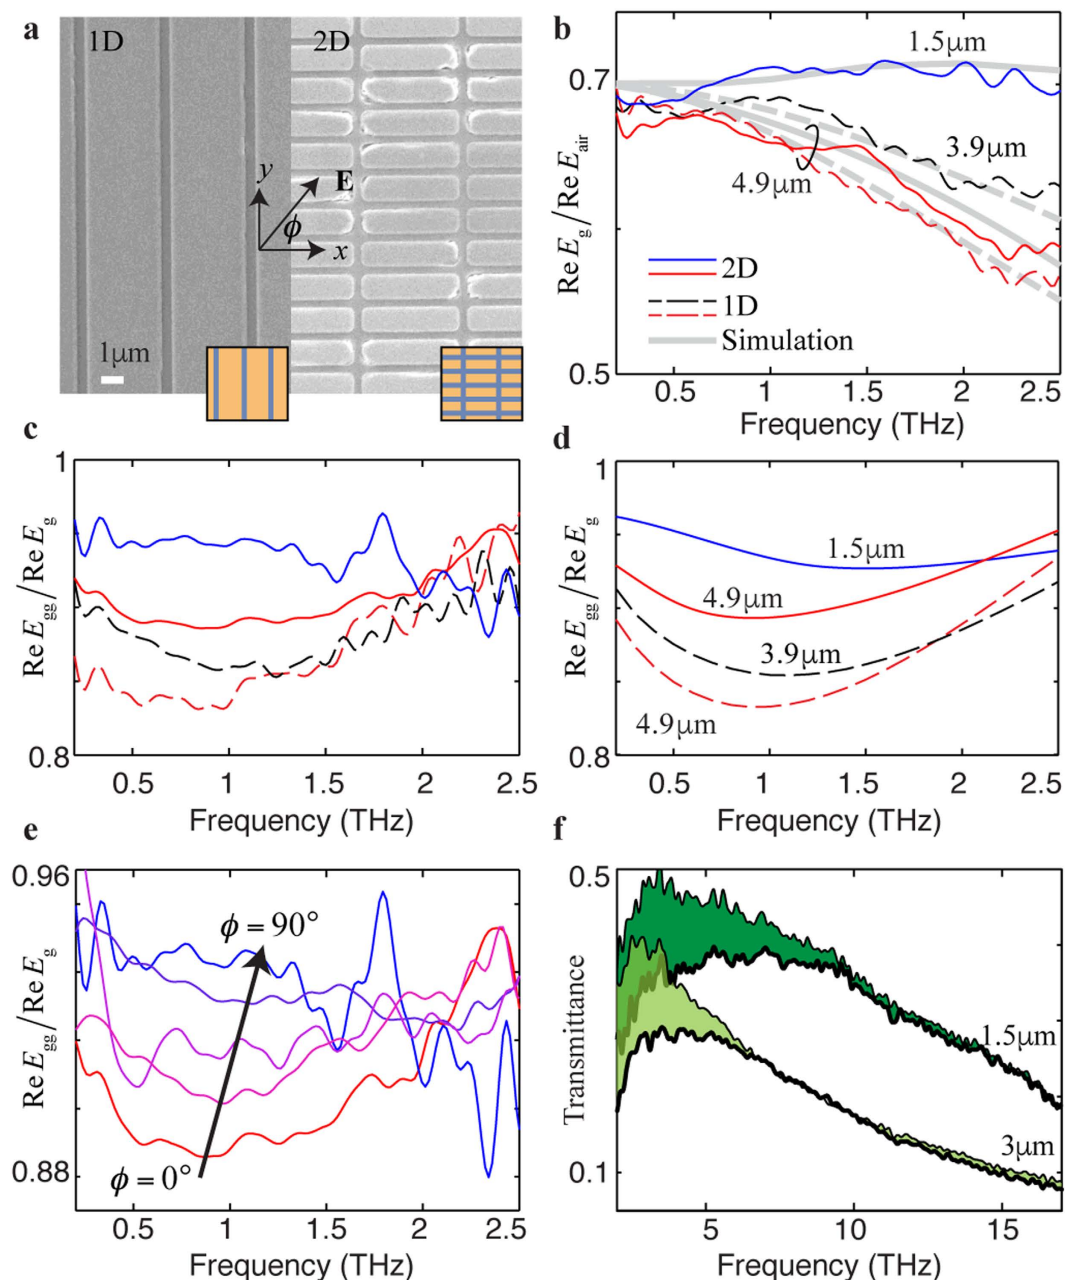 a
1D
2D
y
E
ϕ
x
1μm
b
Re E_g/Re E_air
0.7
0.5
1.5μm
3.9μm
4.9μm
2D
1D
Simulation
0.5
1
1.5
2
2.5
Frequency (THz)
c
Re E_gg/Re E_g
1
0.8
0.5
1
1.5
2
2.5
Frequency (THz)
d
Re E_gg/Re E_g
1
0.8
1.5μm
4.9μm
3.9μm
4.9μm
0.5
1
1.5
2
2.5
Frequency (THz)
e
Re E_gg/Re E_g
0.96
0.88
ϕ = 90°
ϕ = 0°
0.5
1
1.5
2
2.5
Frequency (THz)
f
Transmittance
0.5
0.1
1.5μm
3μm
5
10
15
Frequency (THz)